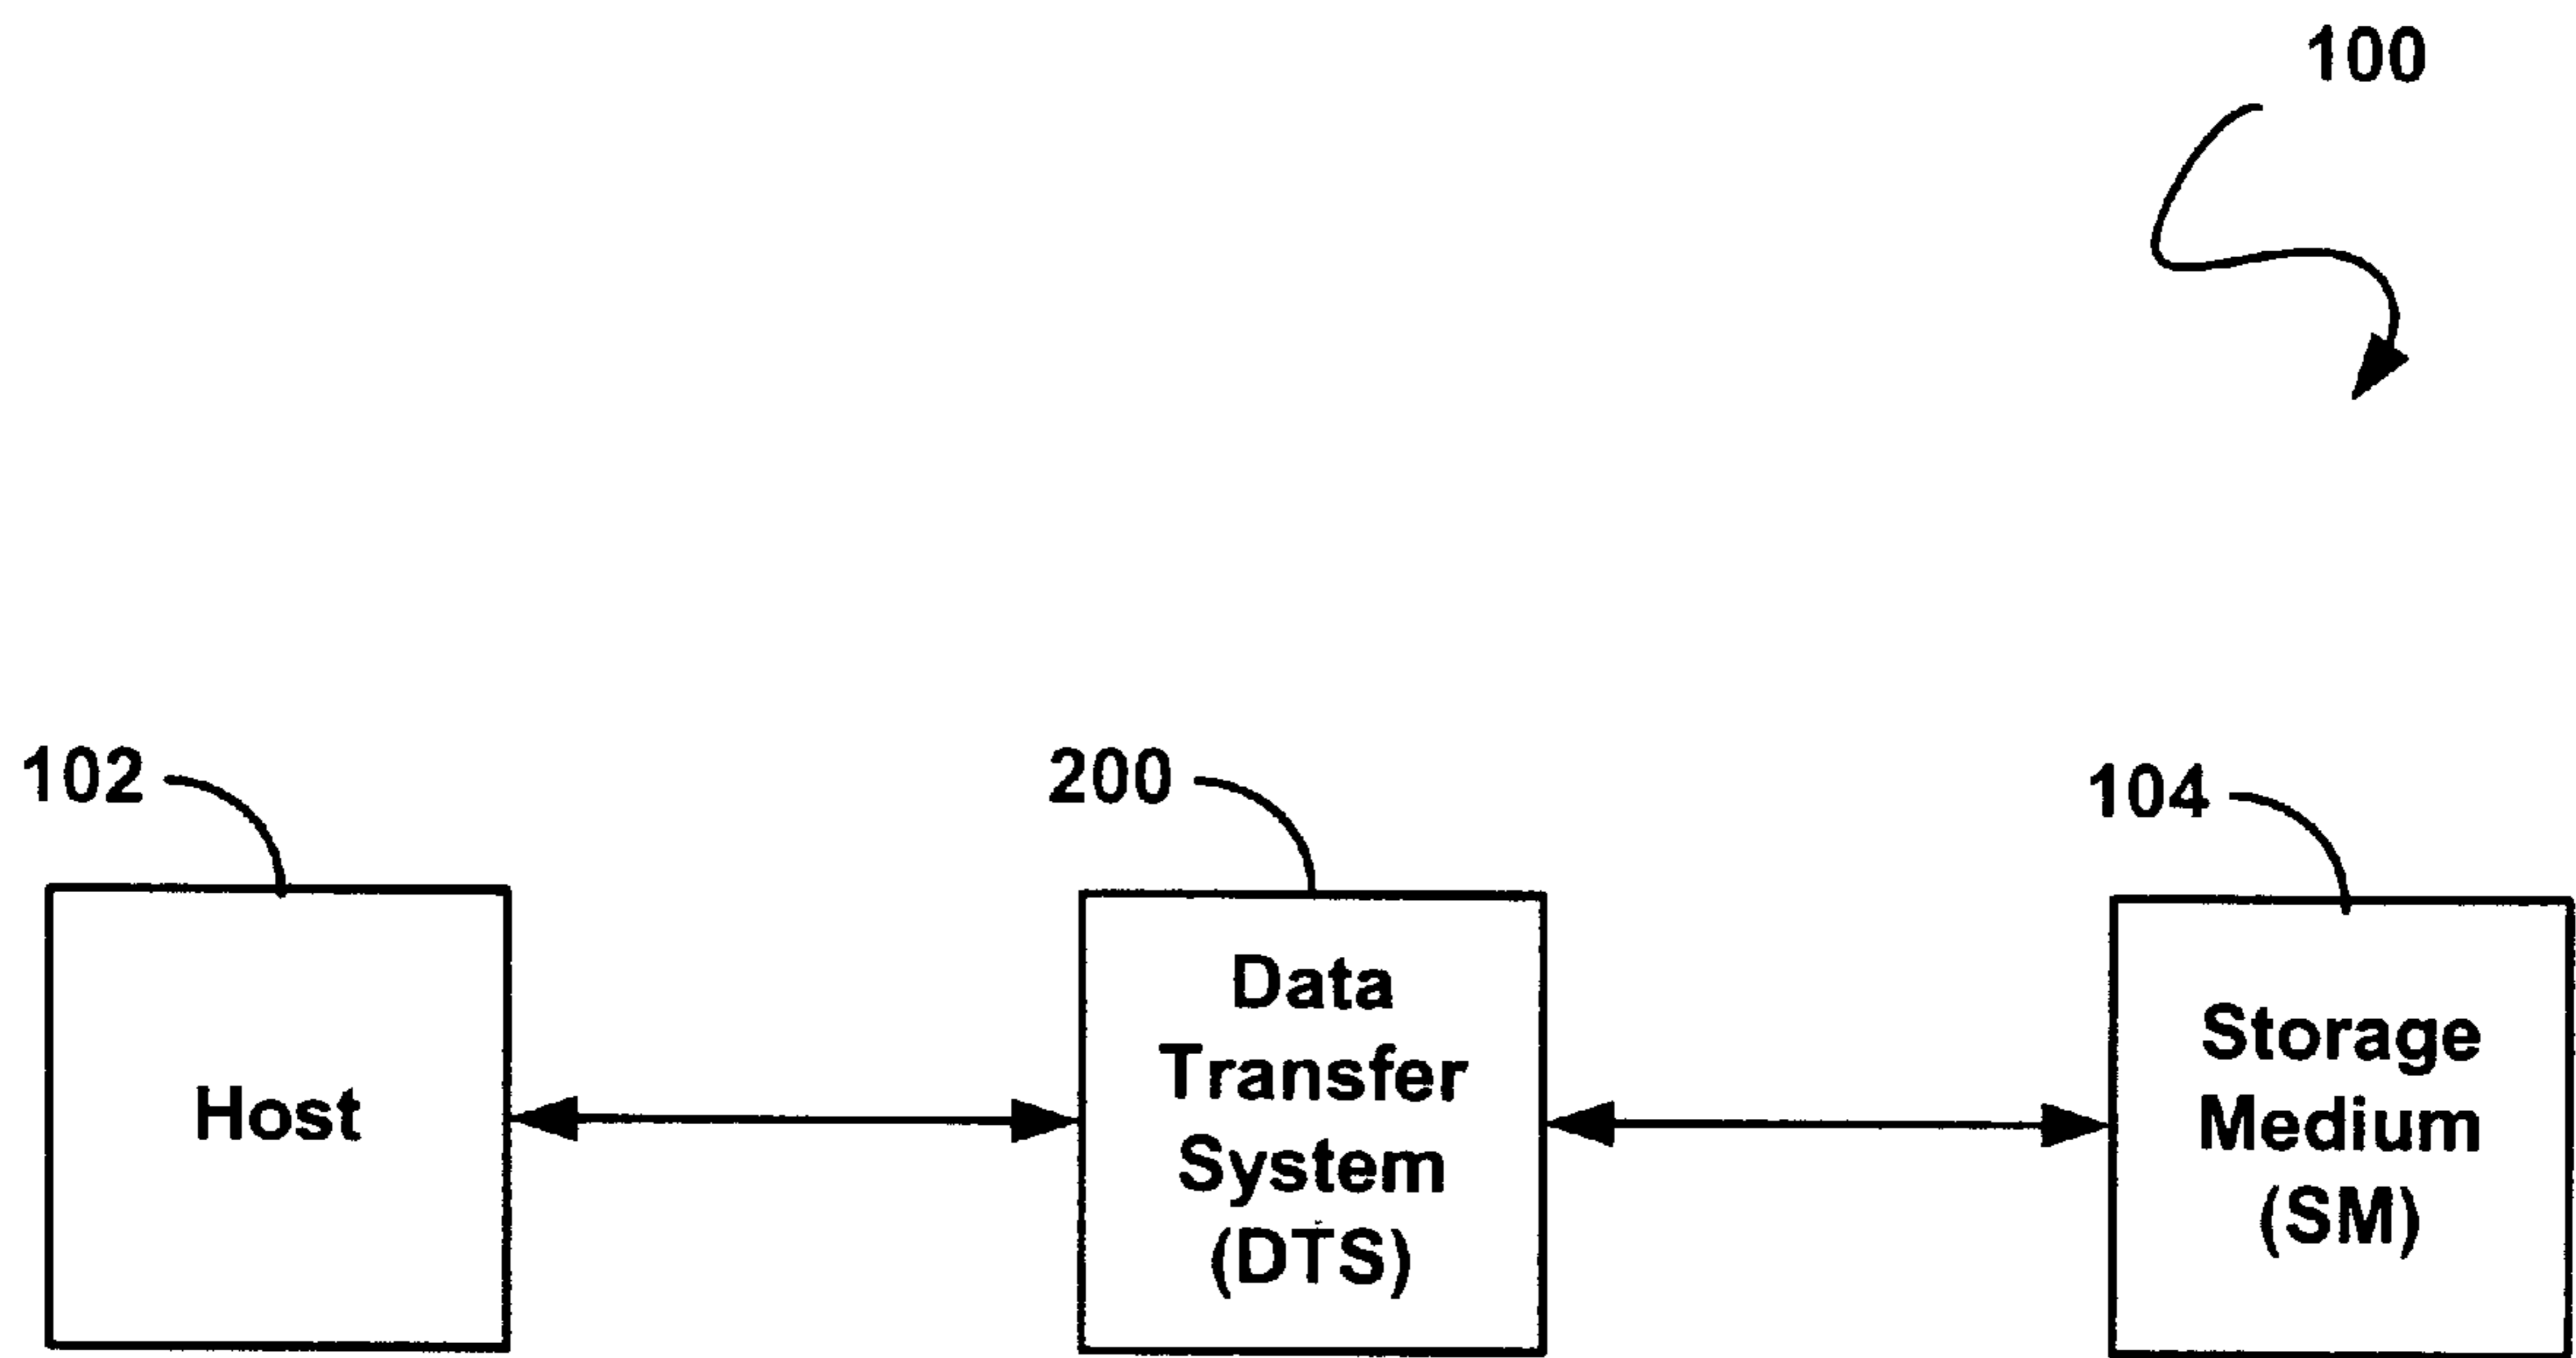 100
102
200
104
Host
Data
Transfer
System
(DTS)
Storage
Medium
(SM)